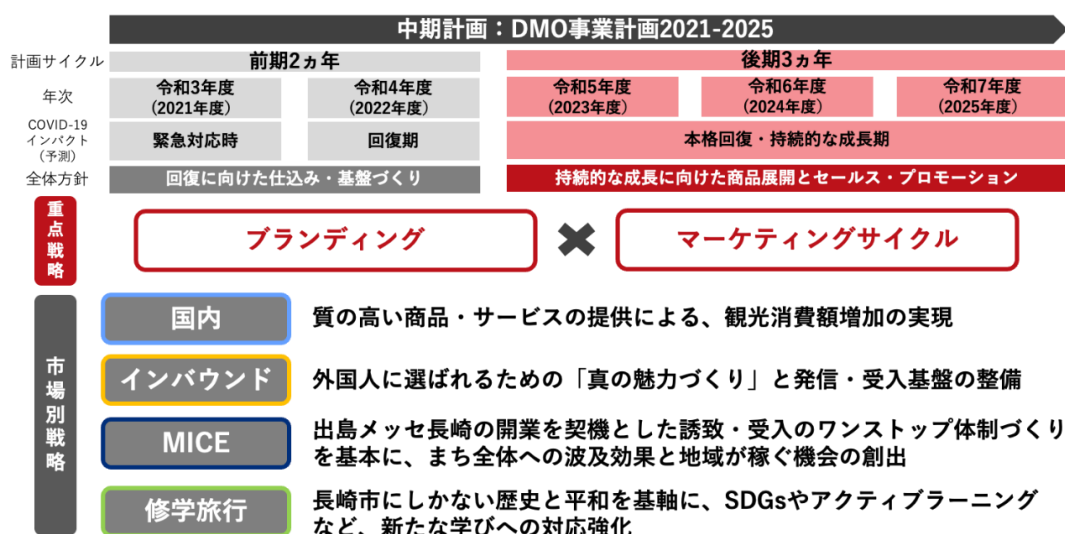 中期計画：DMO事業計画2021-2025
計画サイクル
前期2ヵ年
後期3ヵ年
年次
令和3年度
(2021年度)
令和4年度
(2022年度)
令和5年度
(2023年度)
令和6年度
(2024年度)
令和7年度
(2025年度)
COVID-19
インパクト
(予測)
緊急対応時
回復期
本格回復・持続的な成長期
全体方針
回復に向けた仕込み・基盤づくり
持続的な成長に向けた商品展開とセールス・プロモーション
重点戦略
ブランディング
✖
マーケティングサイクル
市場別戦略
国内
質の高い商品・サービスの提供による、観光消費額増加の実現
インバウンド
外国人に選ばれるための「真の魅力づくり」と発信・受入基盤の整備
MICE
出島メッセ長崎の開業を契機とした誘致・受入のワンストップ体制づくり
を基本に、まち全体への波及効果と地域が稼ぐ機会の創出
修学旅行
長崎市にしかない歴史と平和を基軸に、SDGsやアクティブラーニング
など、新たな学びへの対応強化